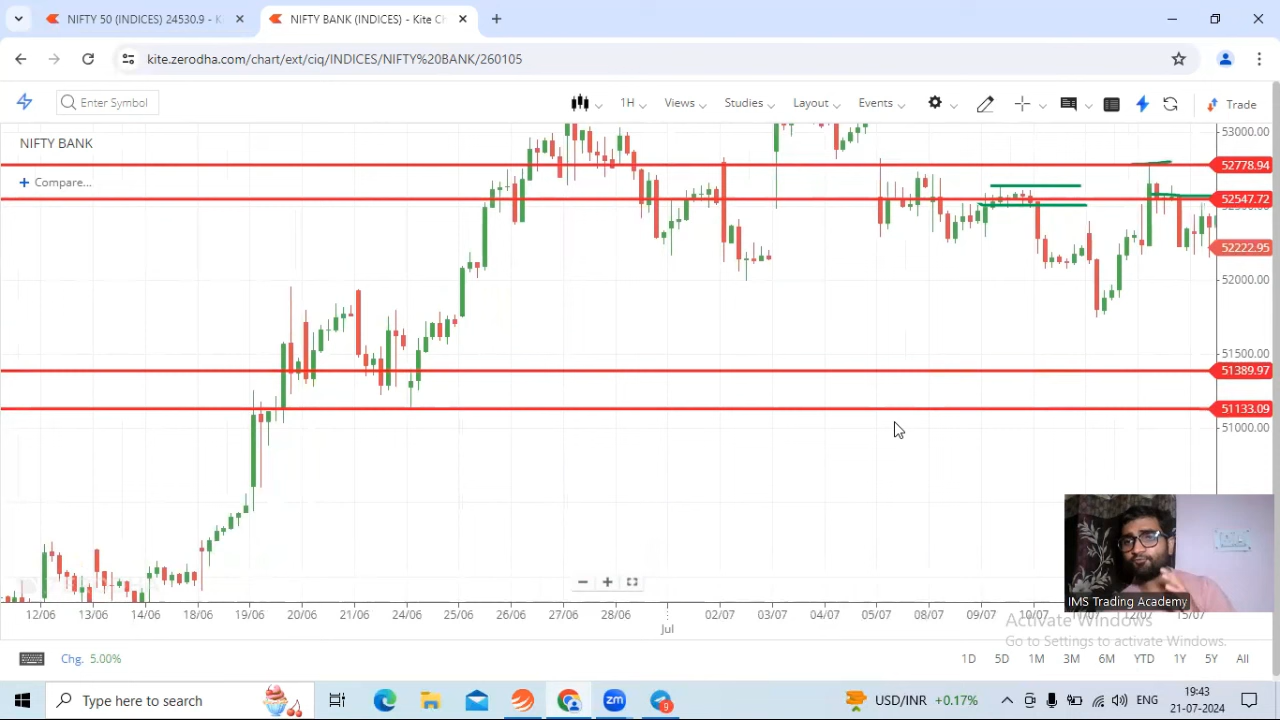 NIFTY 50 (INDICES) 24530.9 - K
NIFTY BANK (INDICES) - Kite C
kite.zerodha.com/chart/ext/ciq/INDICES/NIFTY%20BANK/260105
Enter Symbol
1H
Views
Studies
Layout
Events
Trade
NIFTY BANK
Compare...
53000.00
52778.94
52547.72
52222.95
52000.00
51500.00
51389.97
51133.09
51000.00
IMS Trading Academy
12/06 13/06 14/06 18/06 19/06 20/06 21/06 24/06 25/06 26/06 27/06 28/06 02/07 03/07 04/07 05/07 08/07 09/07 10/07 15/07
Jul
Activate Windows
Go to Settings to activate Windows.
Chg. 5.00%
1D 5D 1M 3M 6M YTD 1Y 5Y All
Type here to search
zm
9
USD/INR +0.17%
ENG
19:43
21-07-2024